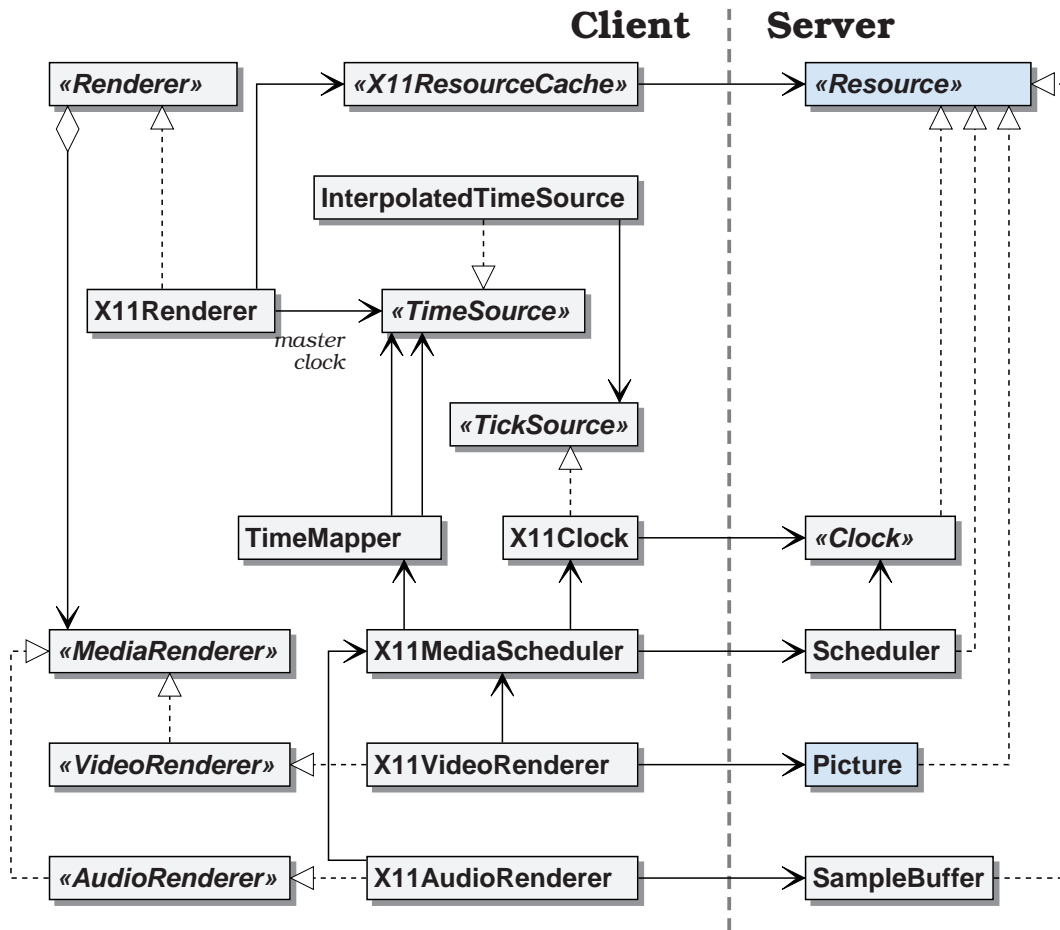 Client Server
«Renderer» «X11ResourceCache» «Resource»
InterpolatedTimeSource
X11Renderer «TimeSource»
master
clock
«TickSource»
TimeMapper X11Clock «Clock»
«MediaRenderer» X11MediaScheduler Scheduler
«VideoRenderer» X11VideoRenderer Picture
«AudioRenderer» X11AudioRenderer SampleBuffer